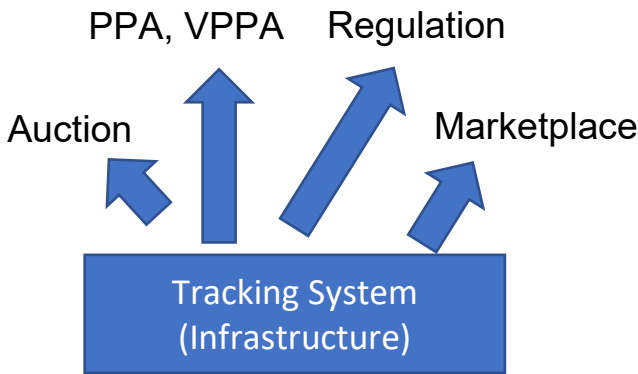 PPA, VPPA
Regulation
Auction
Marketplace
Tracking System
(Infrastructure)